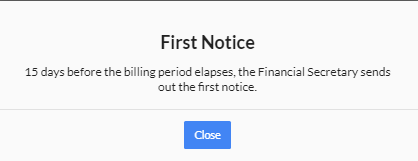 First Notice
15 days before the billing period elapses, the Financial Secretary sends
out the first notice.
Close